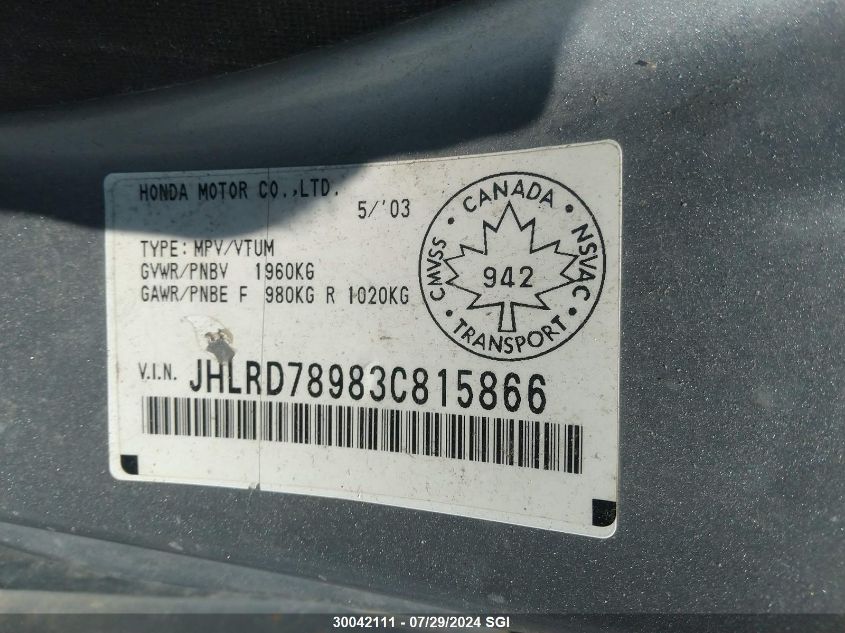 HONDA MOTOR CO.,LTD.
5/'03
TYPE: MPV/VTUM
GVWR/PNBV 1960KG
GAWR/PNBE F 980KG R 1020KG
CANADA • NSVAC • TRANSPORT • CMVSS •
942
V.I.N. JHLRD78983C815866
30042111 - 07/29/2024 SGI